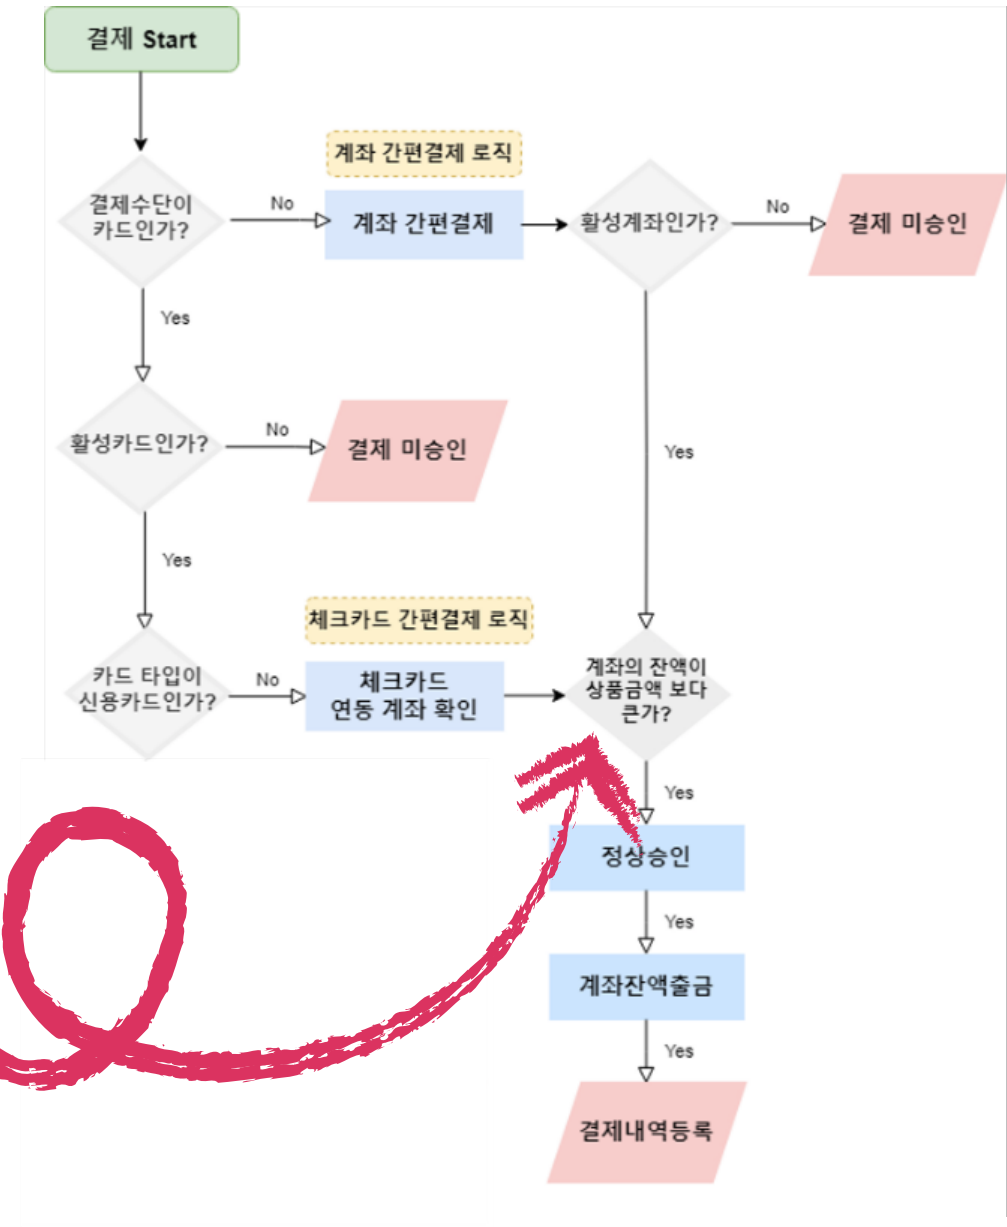 결제 Start
계좌 간편결제 로직
결제수단이
카드인가?
No
계좌 간편결제
활성계좌인가?
No
결제 미승인
Yes
활성카드인가?
No
결제 미승인
Yes
Yes
체크카드 간편결제 로직
카드 타입이
신용카드인가?
No
체크카드
연동 계좌 확인
계좌의 잔액이
상품금액 보다
큰가?
Yes
정상승인
Yes
계좌잔액출금
Yes
결제내역등록